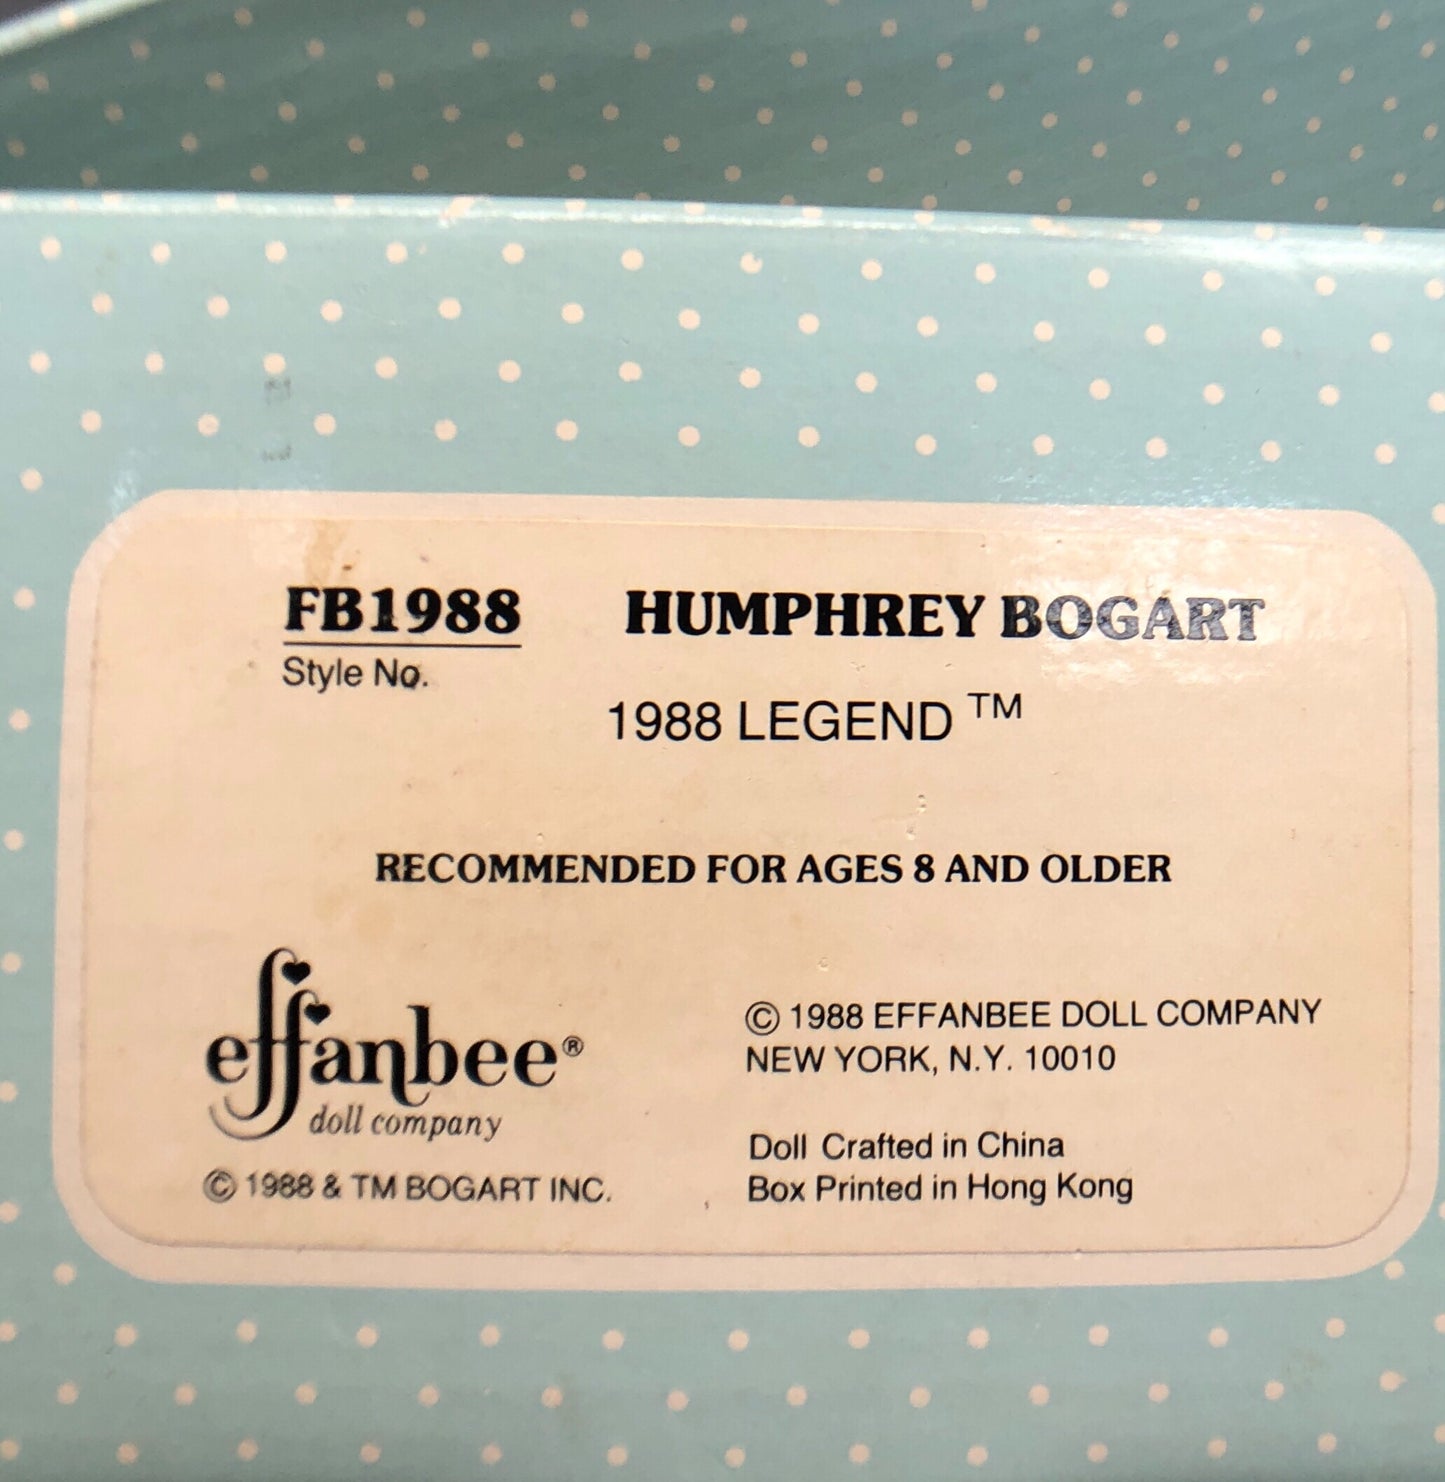 FB1988 HUMPHREY BOGART
Style No.
1988 LEGEND ™
RECOMMENDED FOR AGES 8 AND OLDER
effanbee®
doll company
© 1988 & TM BOGART INC.
© 1988 EFFANBEE DOLL COMPANY
NEW YORK, N.Y. 10010
Doll Crafted in China
Box Printed in Hong Kong